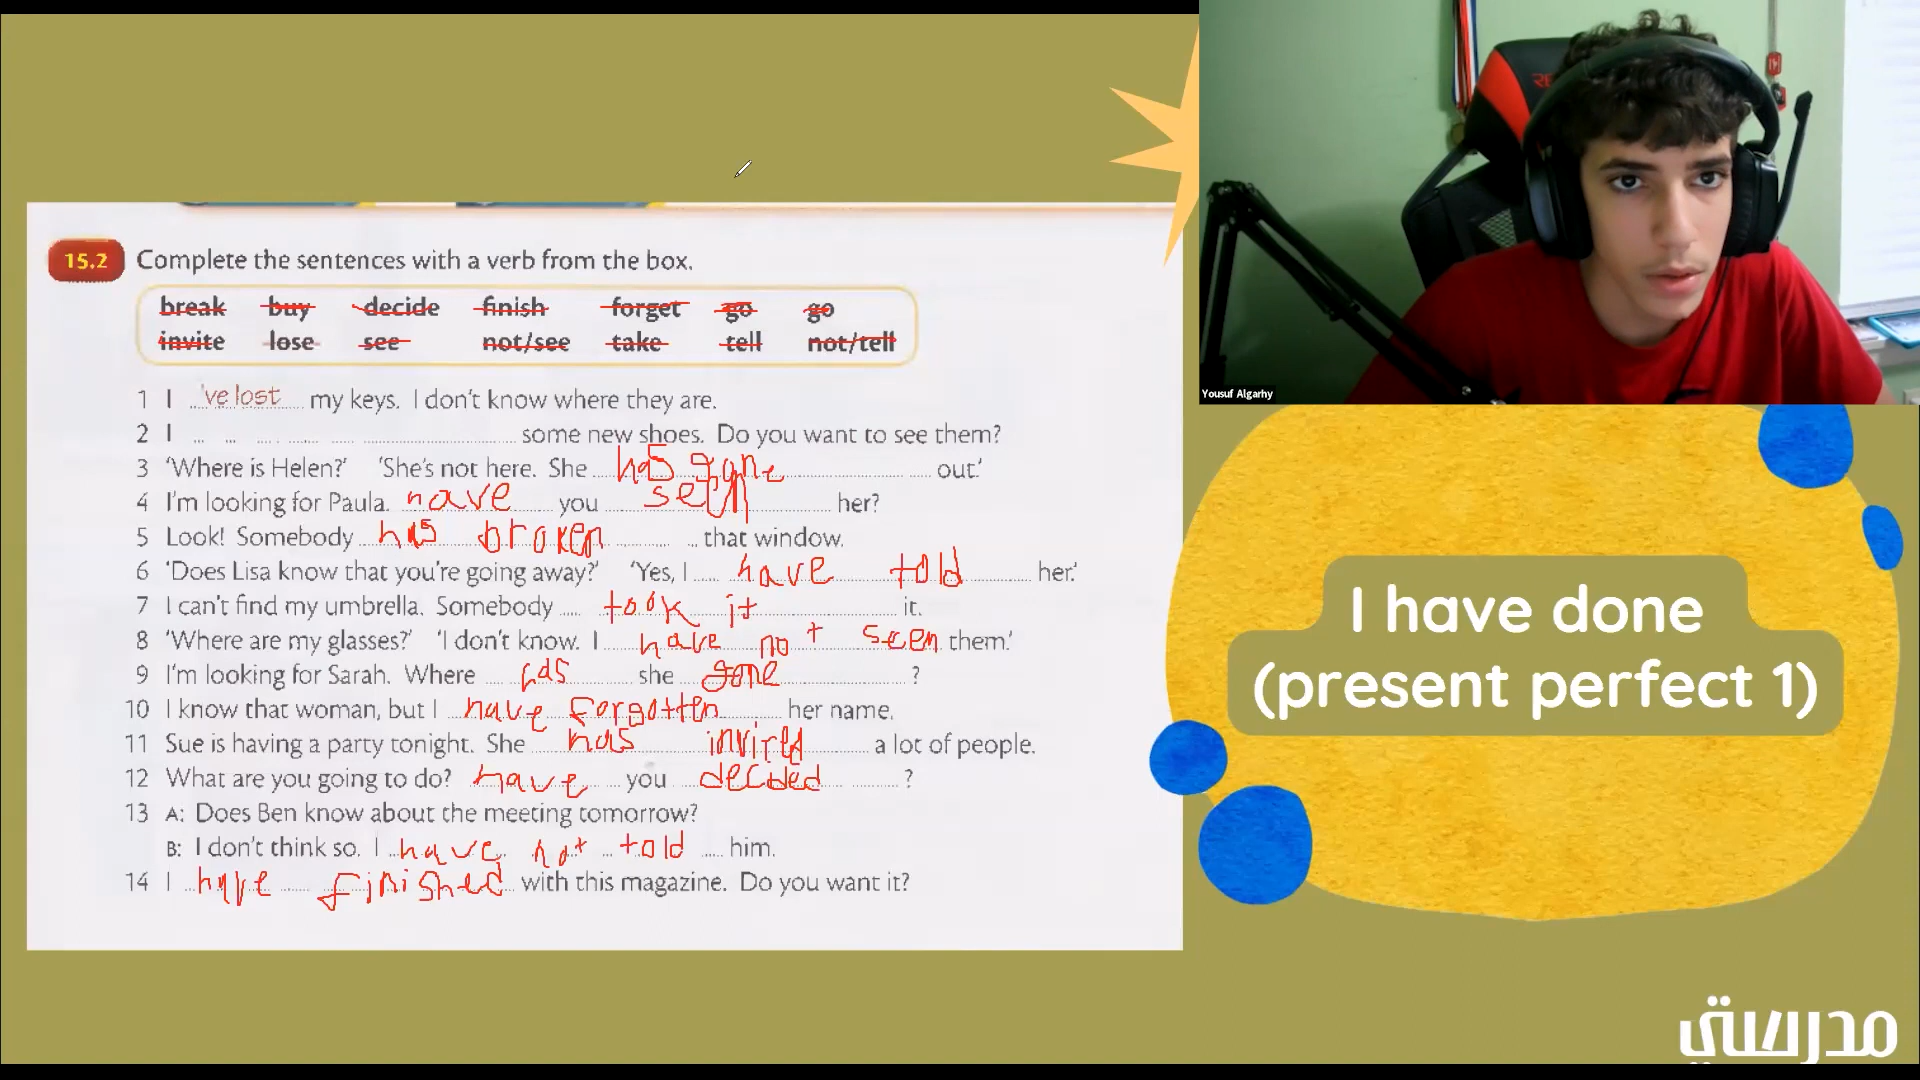 15.2 Complete the sentences with a verb from the box.
break buy decide finish forget go go
invite lose see not/see take tell not/tell
1 I 've lost my keys. I don't know where they are.
2 I some new shoes. Do you want to see them?
3 'Where is Helen?' 'She's not here. She has gone out.'
4 I'm looking for Paula. have you seen her?
5 Look! Somebody has broken that window.
6 'Does Lisa know that you're going away?' 'Yes, I have told her.'
7 I can't find my umbrella. Somebody took it it.
8 'Where are my glasses?' 'I don't know. I have not seen them.'
9 I'm looking for Sarah. Where has she gone ?
10 I know that woman, but I have forgotten her name.
11 Sue is having a party tonight. She has invited a lot of people.
12 What are you going to do? have you decided ?
13 A: Does Ben know about the meeting tomorrow?
B: I don't think so. I have not told him.
14 I have finished with this magazine. Do you want it?
Yousuf Algarhy
I have done
(present perfect 1)
مدرستي